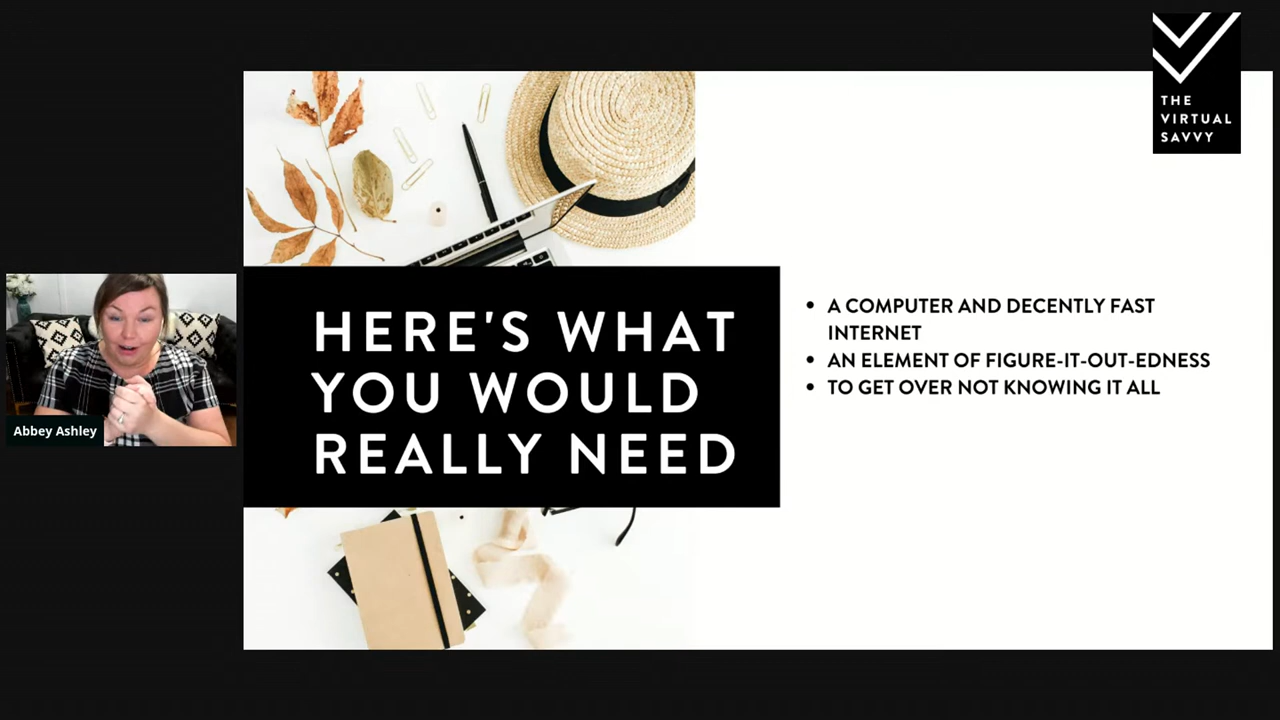 THE
VIRTUAL
SAVVY
HERE'S WHAT
YOU WOULD
REALLY NEED
• A COMPUTER AND DECENTLY FAST
INTERNET
• AN ELEMENT OF FIGURE-IT-OUT-EDNESS
• TO GET OVER NOT KNOWING IT ALL
Abbey Ashley